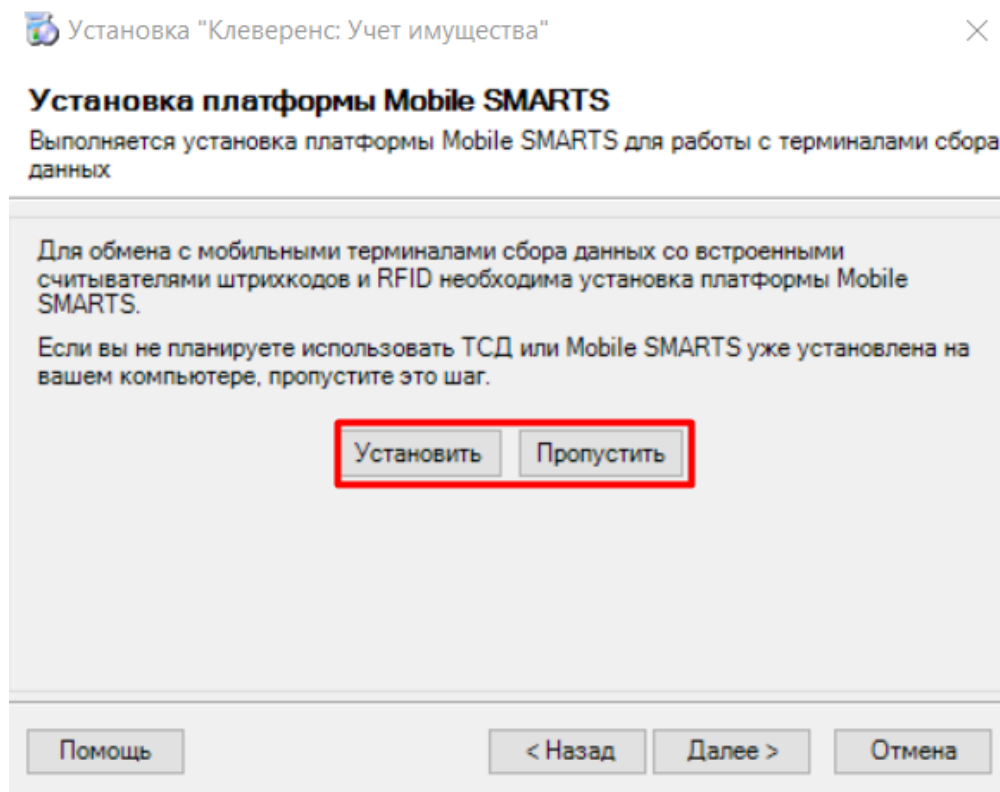 Установка "Клеверенс: Учет имущества"
Установка платформы Mobile SMARTS
Выполняется установка платформы Mobile SMARTS для работы с терминалами сбора
данных
Для обмена с мобильными терминалами сбора данных со встроенными
считывателями штрихкодов и RFID необходима установка платформы Mobile
SMARTS.
Если вы не планируете использовать ТСД или Mobile SMARTS уже установлена на
вашем компьютере, пропустите это шаг.
Установить Пропустить
Помощь < Назад Далее > Отмена